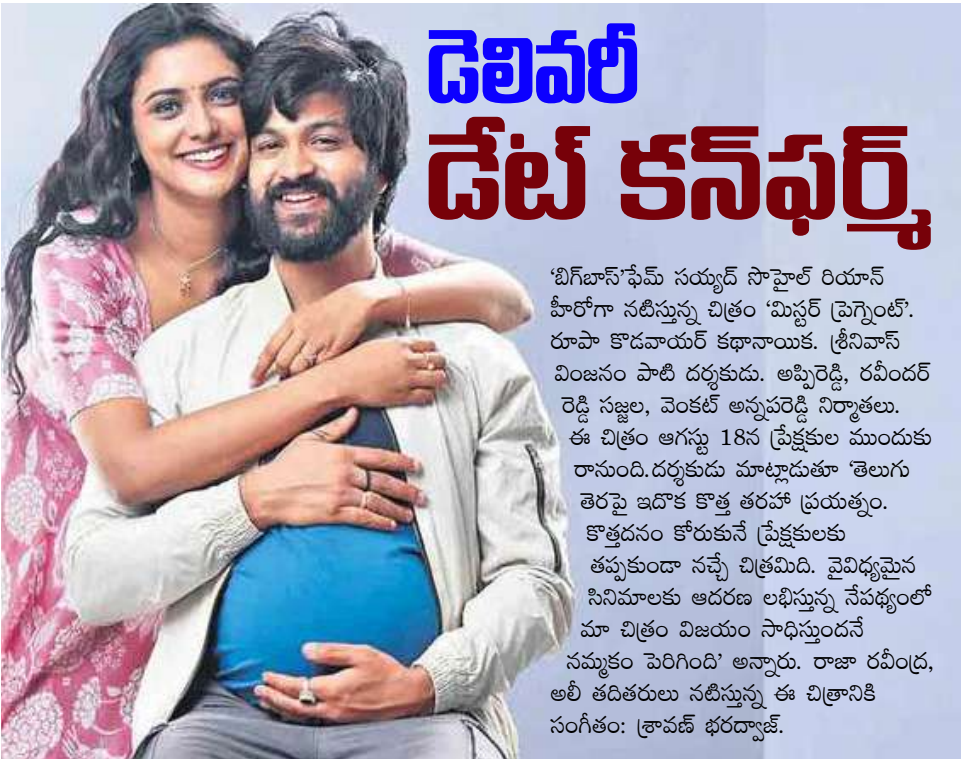 డెలివరీ
డేట్ కన్‌ఫర్మ్
‘బిగ్‌బాస్’ఫేమ్ సయ్యద్ సొహైల్ రియాన్
హీరోగా నటిస్తున్న చిత్రం ‘మిస్టర్ ప్రెగ్నెంట్’.
రూపా కొడవాయర్ కథానాయిక. శ్రీనివాస్
వింజనం పాటి దర్శకుడు. అప్పిరెడ్డి, రవీందర్
రెడ్డి సజ్జల, వెంకట్ అన్నపరెడ్డి నిర్మాతలు.
ఈ చిత్రం ఆగస్టు 18న ప్రేక్షకుల ముందుకు
రానుంది.దర్శకుడు మాట్లాడుతూ ‘తెలుగు
తెరపై ఇదొక కొత్త తరహా ప్రయత్నం.
కొత్తదనం కోరుకునే ప్రేక్షకులకు
తప్పకుండా నచ్చే చిత్రమిది. వైవిధ్యమైన
సినిమాలకు ఆదరణ లభిస్తున్న నేపథ్యంలో
మా చిత్రం విజయం సాధిస్తుందనే
నమ్మకం పెరిగింది’ అన్నారు. రాజా రవీంద్ర,
అలీ తదితరులు నటిస్తున్న ఈ చిత్రానికి
సంగీతం: శ్రావణ్ భరద్వాజ్.